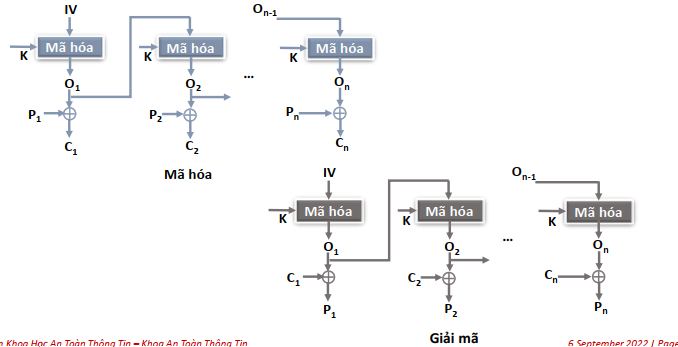 IV
O₁
Oₙ₋₁
Mã hóa
Mã hóa
Mã hóa
K
K
K
...
O₁
O₂
Oₙ
P₁
P₂
Pₙ
C₁
C₂
Cₙ
Mã hóa
IV
Oₙ₋₁
Mã hóa
Mã hóa
Mã hóa
K
K
K
...
O₁
O₂
Oₙ
C₁
C₂
Cₙ
P₁
P₂
Pₙ
Giải mã
Khoa Học An Toàn Thông Tin – Khoa An Toàn Thông Tin
6 September 2022 | Page